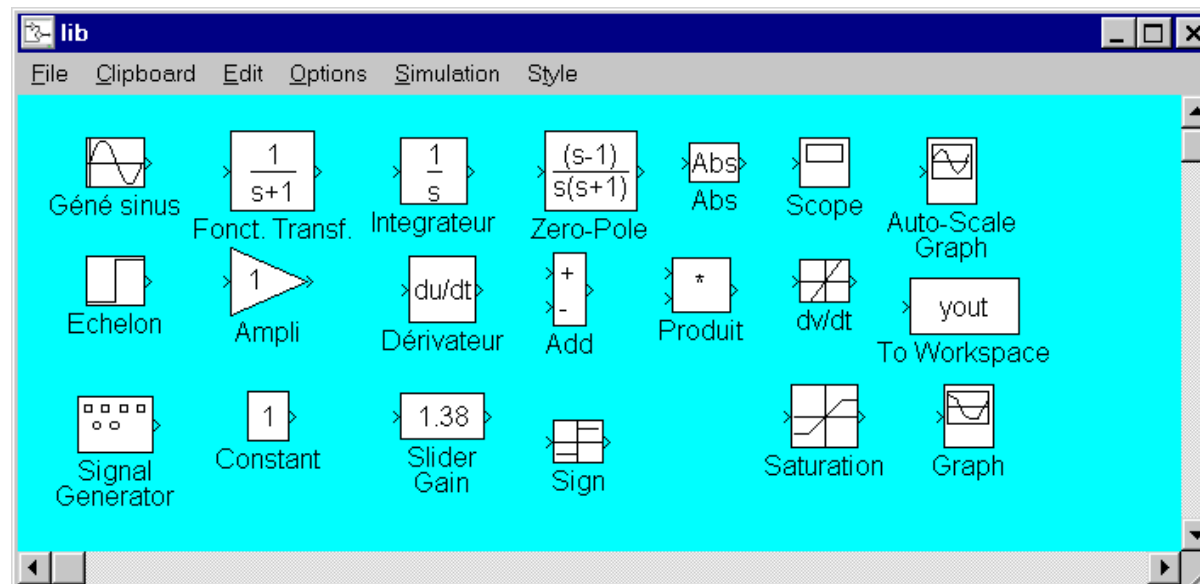 lib
File Clipboard Edit Options Simulation Style
1
s+1
1
s
(s-1)
s(s+1)
Abs
Géné sinus
Fonct. Transf.
Integrateur
Zero-Pole
Abs
Scope
Auto-Scale
Graph
1
du/dt
+
-
*
yout
Echelon
Ampli
Dérivateur
Add
Produit
dv/dt
To Workspace
1
1.38
Signal
Generator
Constant
Slider
Gain
Sign
Saturation
Graph